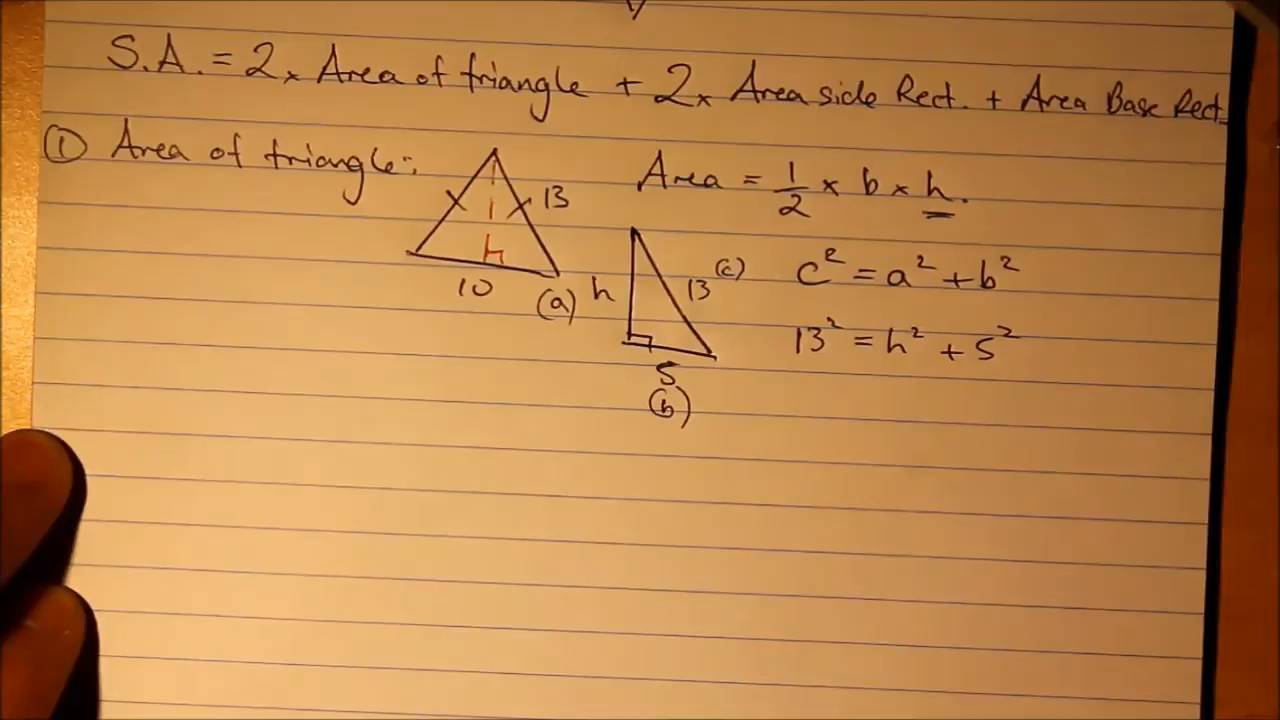 S.A. = 2 x Area of triangle + 2 x Area side Rect. + Area Base Rect.
① Area of triangle:
13
h
10
Area = 1/2 x b x h.
(a) h
13 (c)
5
(b)
c² = a² + b²
13² = h² + 5²